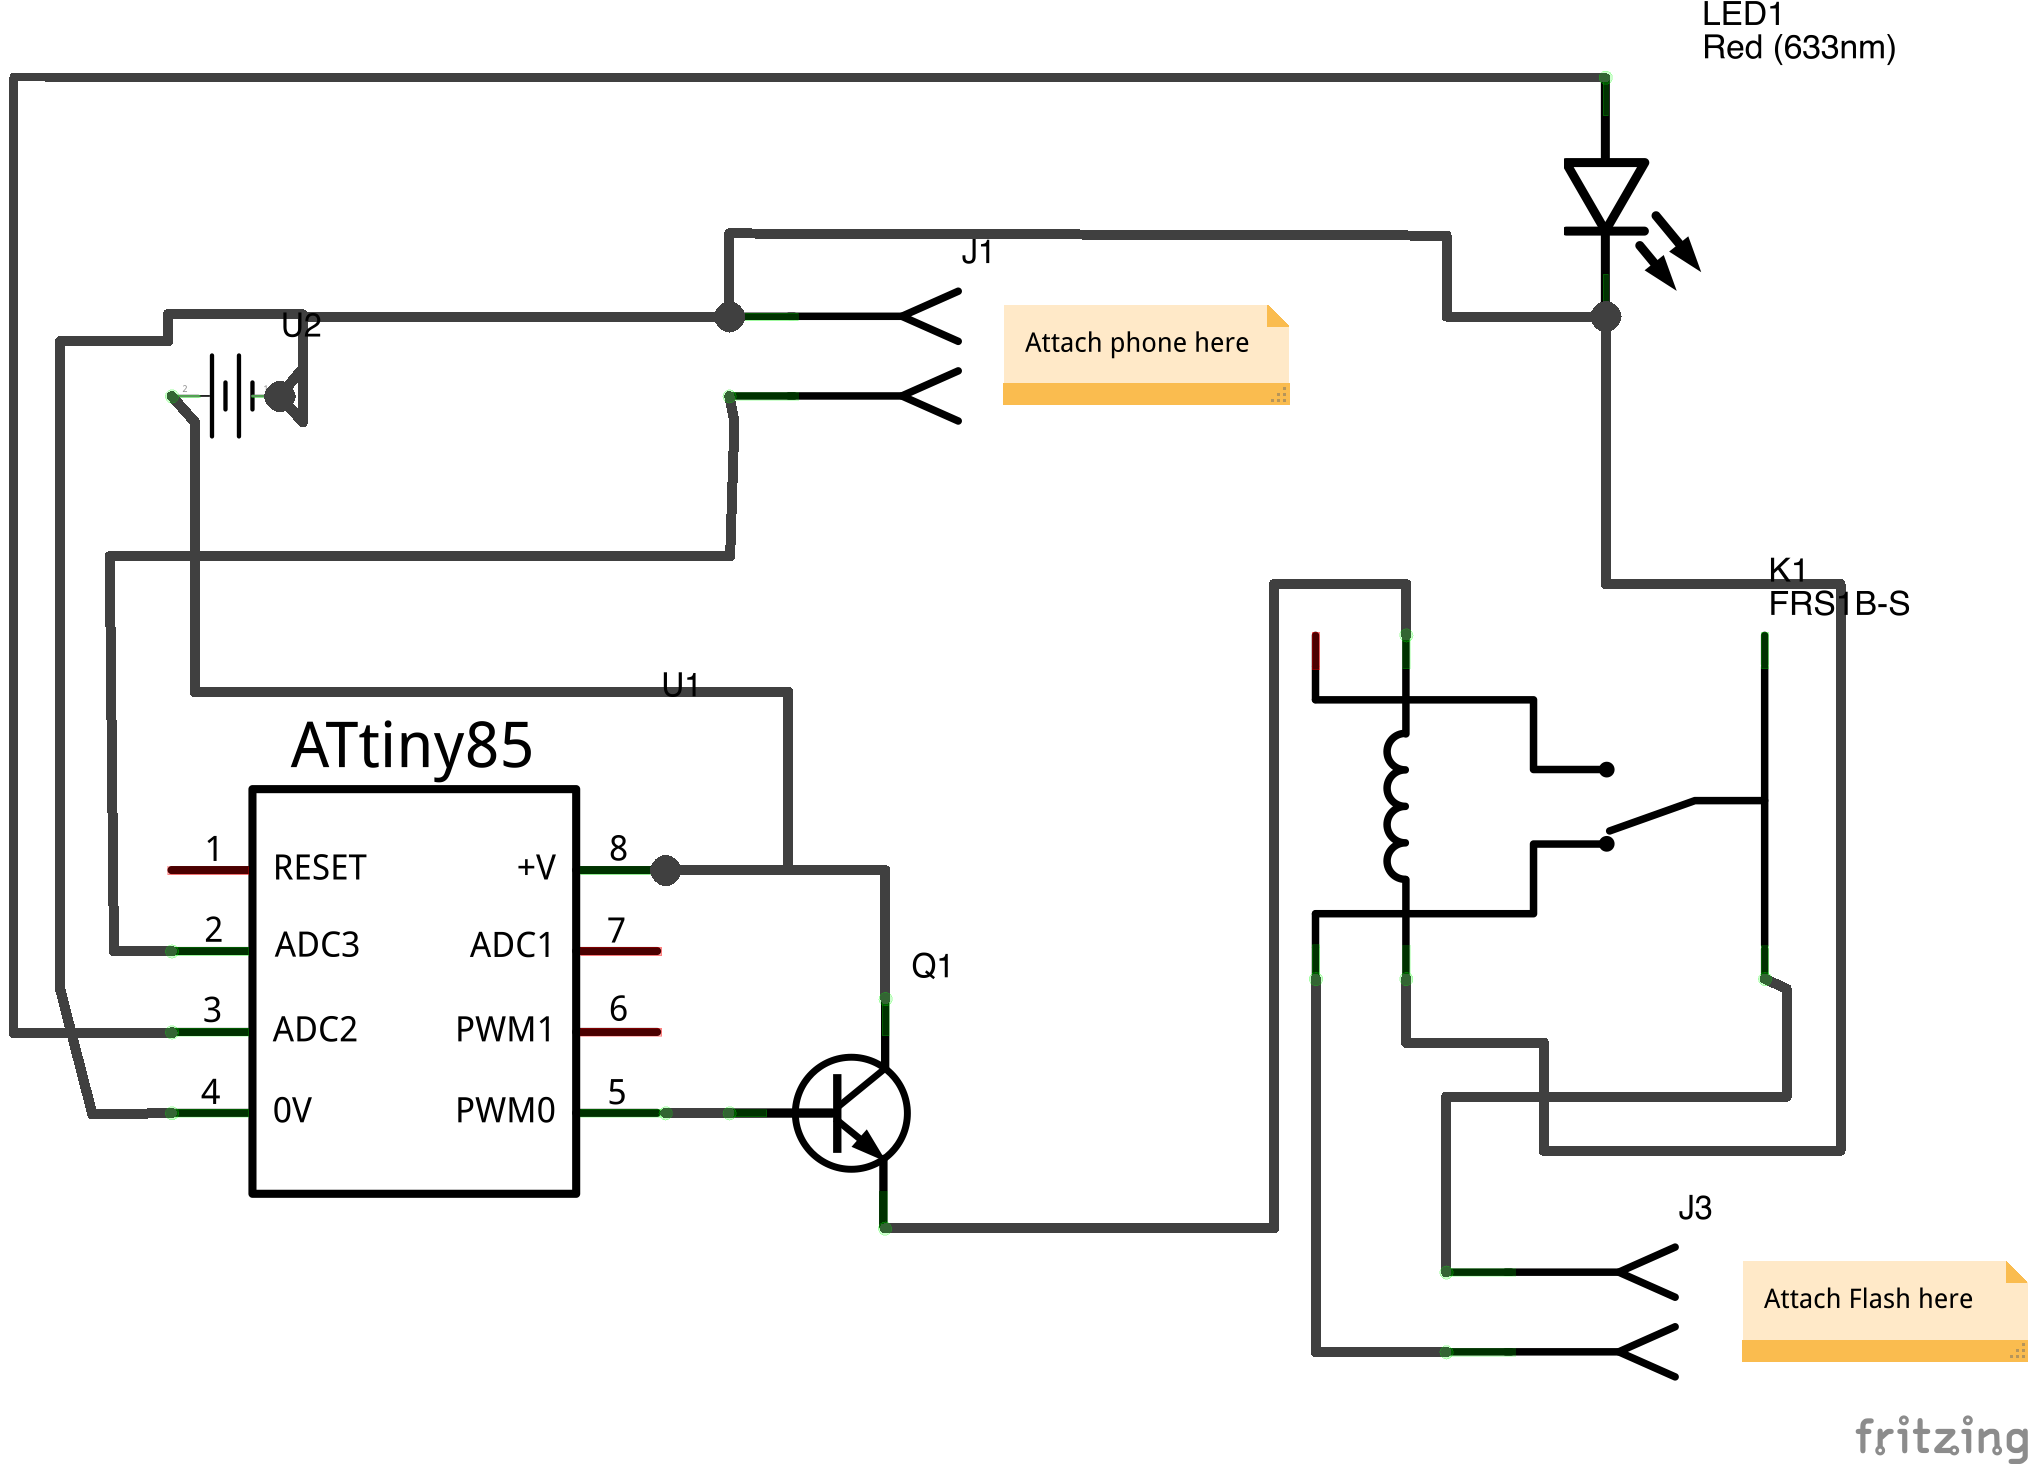 LED1
Red (633nm)
J1
U2
Attach phone here
2
K1
FRS1B-S
U1
ATtiny85
1
RESET
+V
8
2
ADC3
ADC1
7
3
ADC2
PWM1
6
4
0V
PWM0
5
Q1
J3
Attach Flash here
fritzing